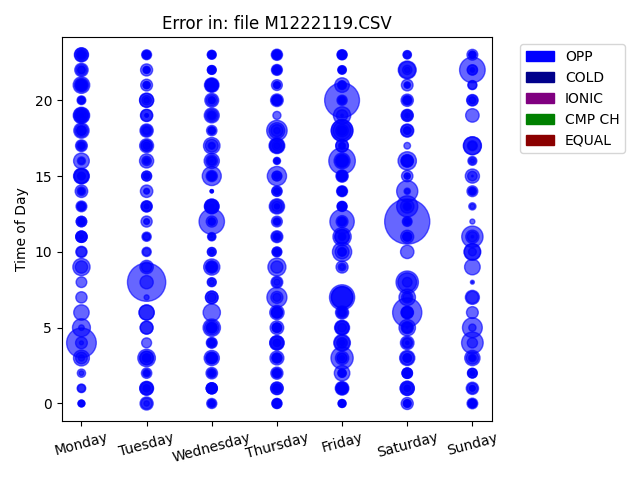 Error in: file M1222119.CSV
OPP
COLD
IONIC
CMP CH
EQUAL
Time of Day
20
15
10
5
0
Monday
Tuesday
Wednesday
Thursday
Friday
Saturday
Sunday